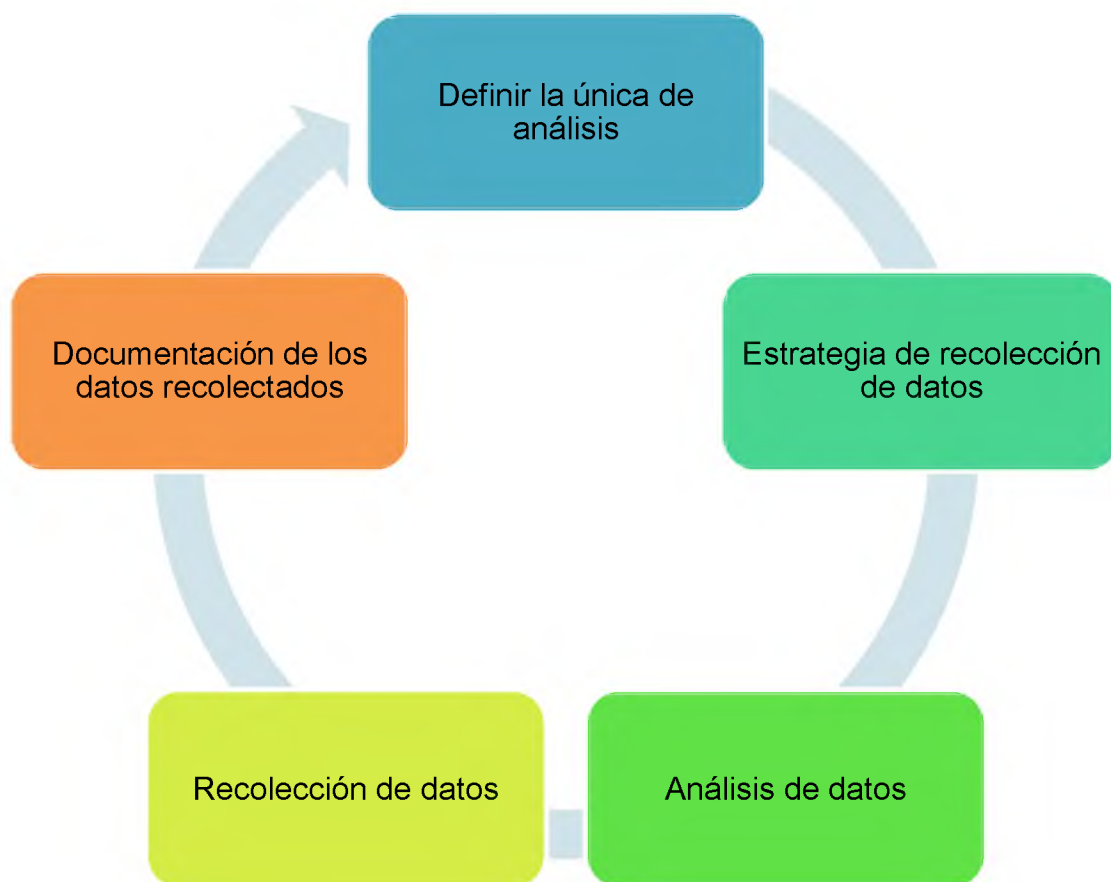 Definir la única de
análisis
Estrategia de recolección
de datos
Análisis de datos
Recolección de datos
Documentación de los
datos recolectados